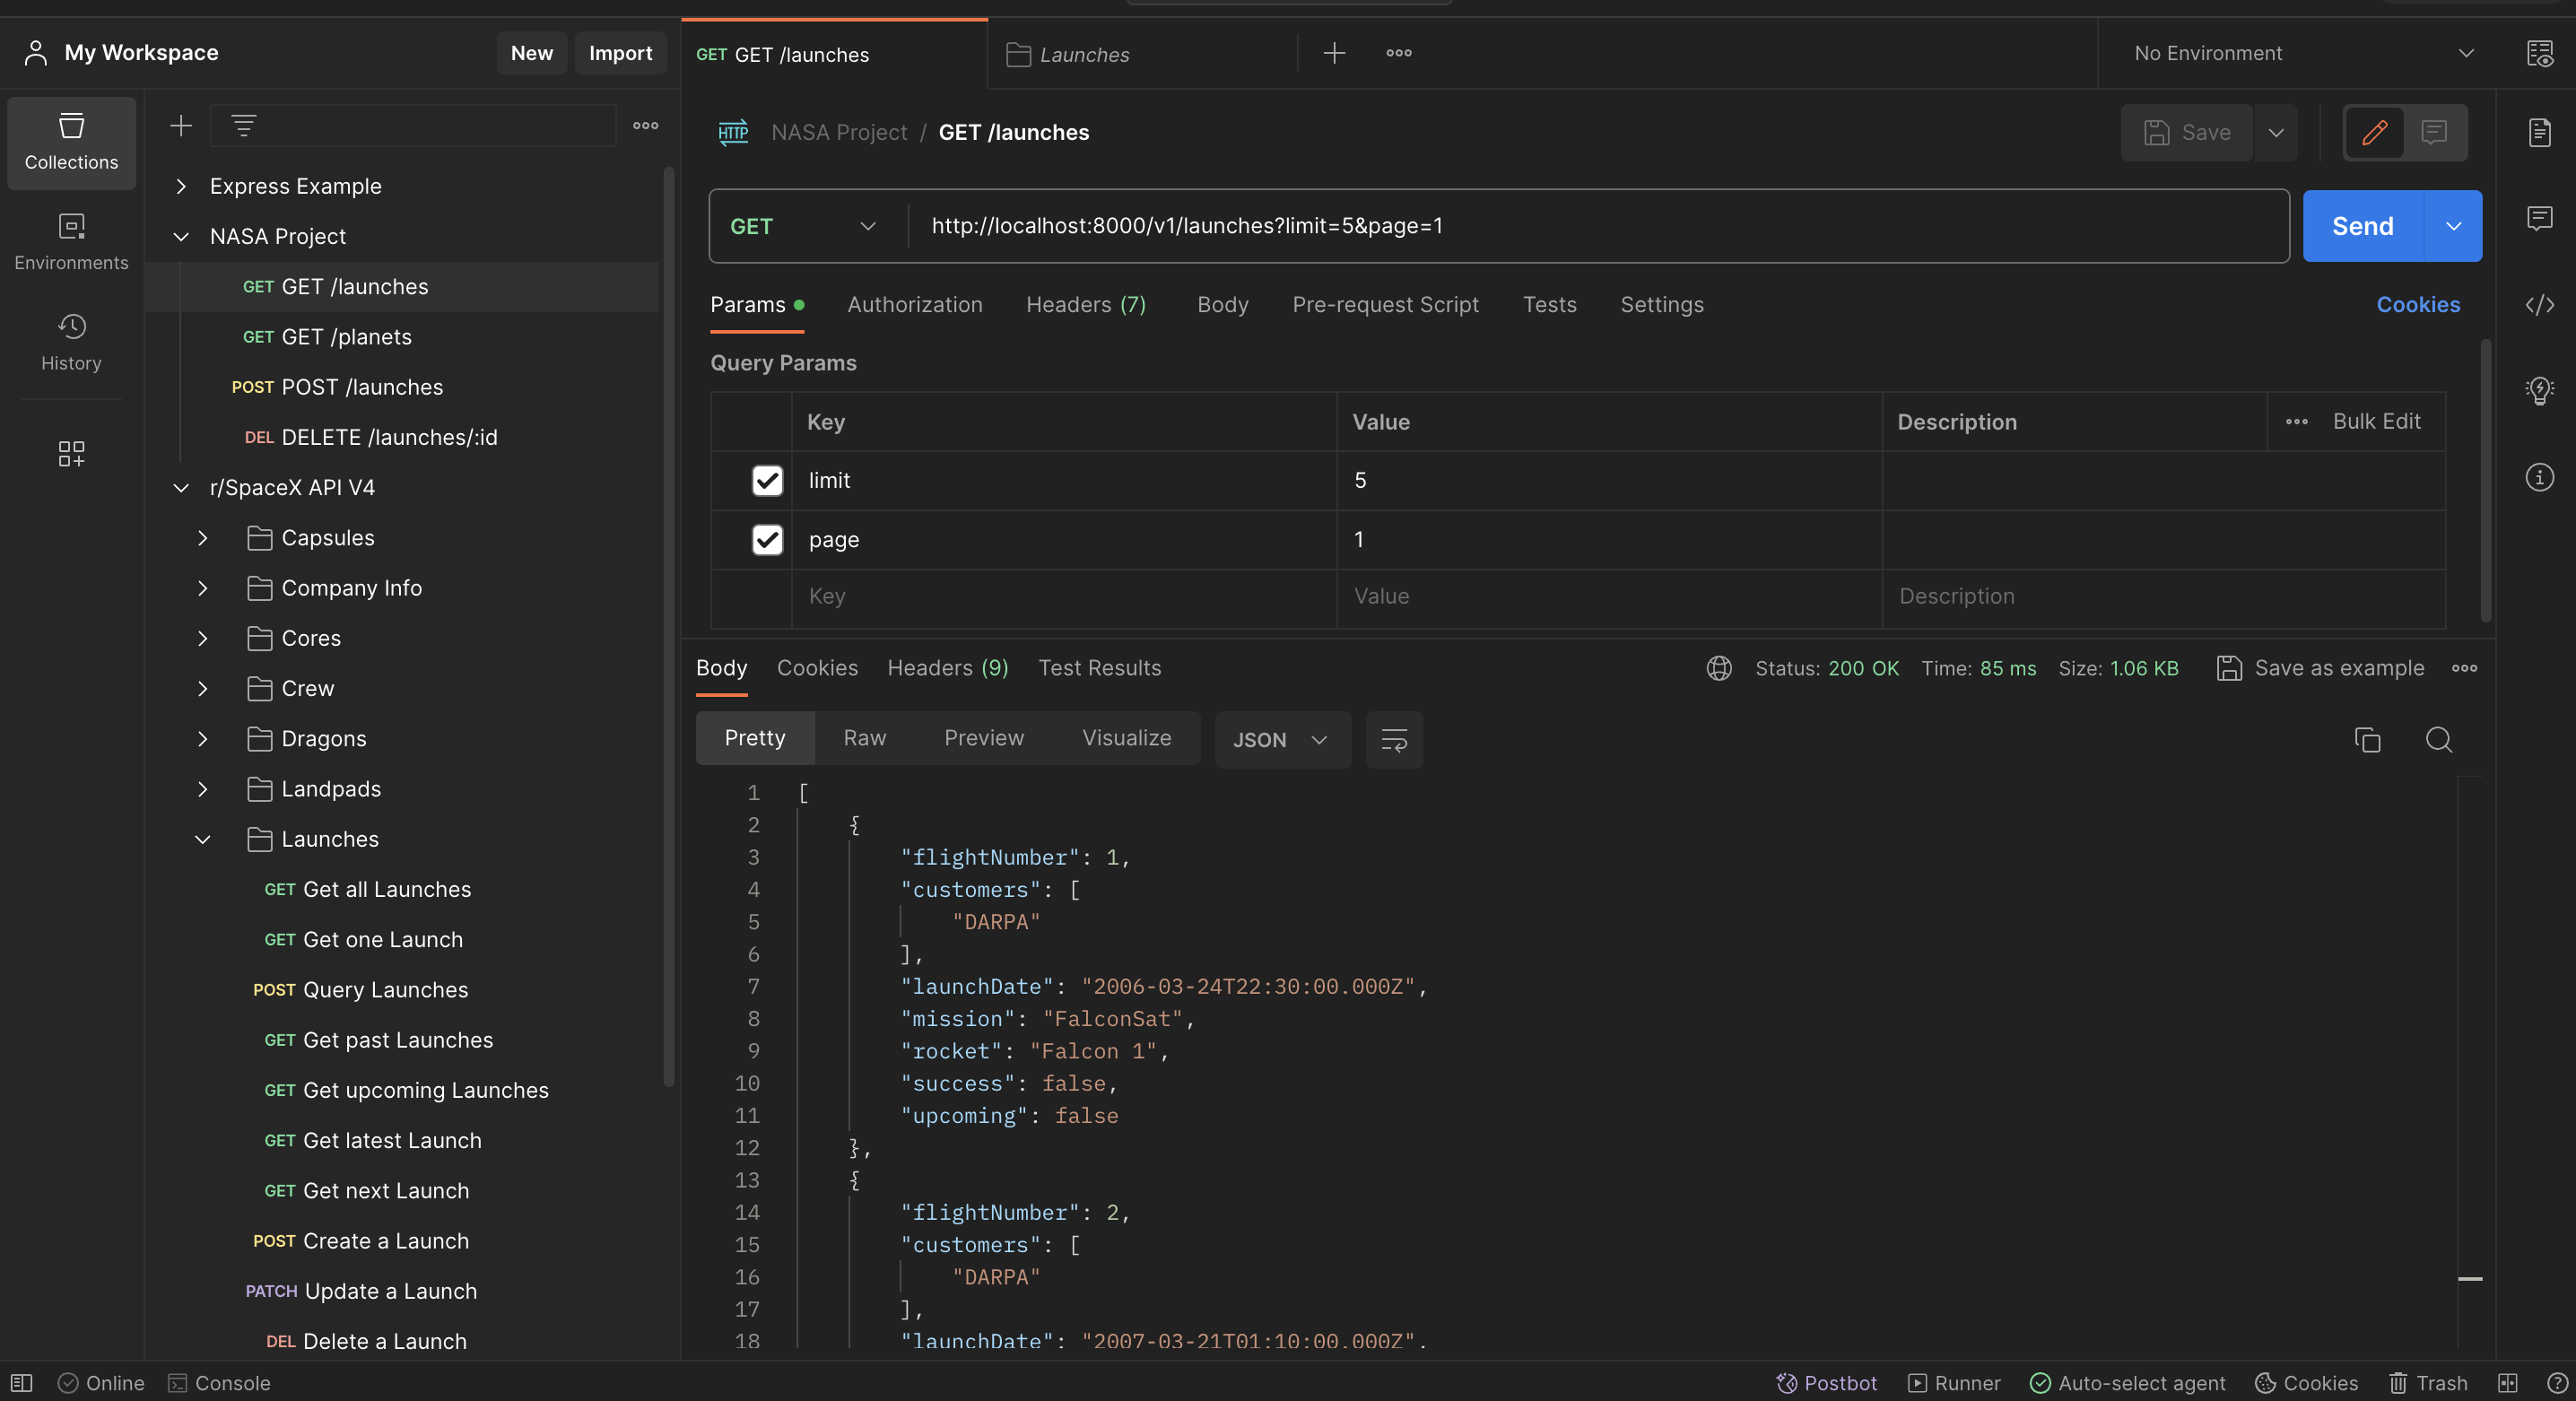 My Workspace
New
Import
GET GET /launches
Launches
No Environment
Collections
Environments
History
Express Example
NASA Project
GET GET /launches
GET GET /planets
POST POST /launches
DEL DELETE /launches/:id
r/SpaceX API V4
Capsules
Company Info
Cores
Crew
Dragons
Landpads
Launches
GET Get all Launches
GET Get one Launch
POST Query Launches
GET Get past Launches
GET Get upcoming Launches
GET Get latest Launch
GET Get next Launch
POST Create a Launch
PATCH Update a Launch
DEL Delete a Launch
HTTP NASA Project / GET /launches
Save
GET http://localhost:8000/v1/launches?limit=5&page=1
Send
Params Authorization Headers (7) Body Pre-request Script Tests Settings Cookies
Query Params
Key Value Description Bulk Edit
limit 5
page 1
Key Value Description
Body Cookies Headers (9) Test Results
Status: 200 OK Time: 85 ms Size: 1.06 KB Save as example
Pretty Raw Preview Visualize JSON
1 [
2 {
3 "flightNumber": 1,
4 "customers": [
5 "DARPA"
6 ],
7 "launchDate": "2006-03-24T22:30:00.000Z",
8 "mission": "FalconSat",
9 "rocket": "Falcon 1",
10 "success": false,
11 "upcoming": false
12 },
13 {
14 "flightNumber": 2,
15 "customers": [
16 "DARPA"
17 ],
18 "launchDate": "2007-03-21T01:10:00.000Z",
Online Console Postbot Runner Auto-select agent Cookies Trash